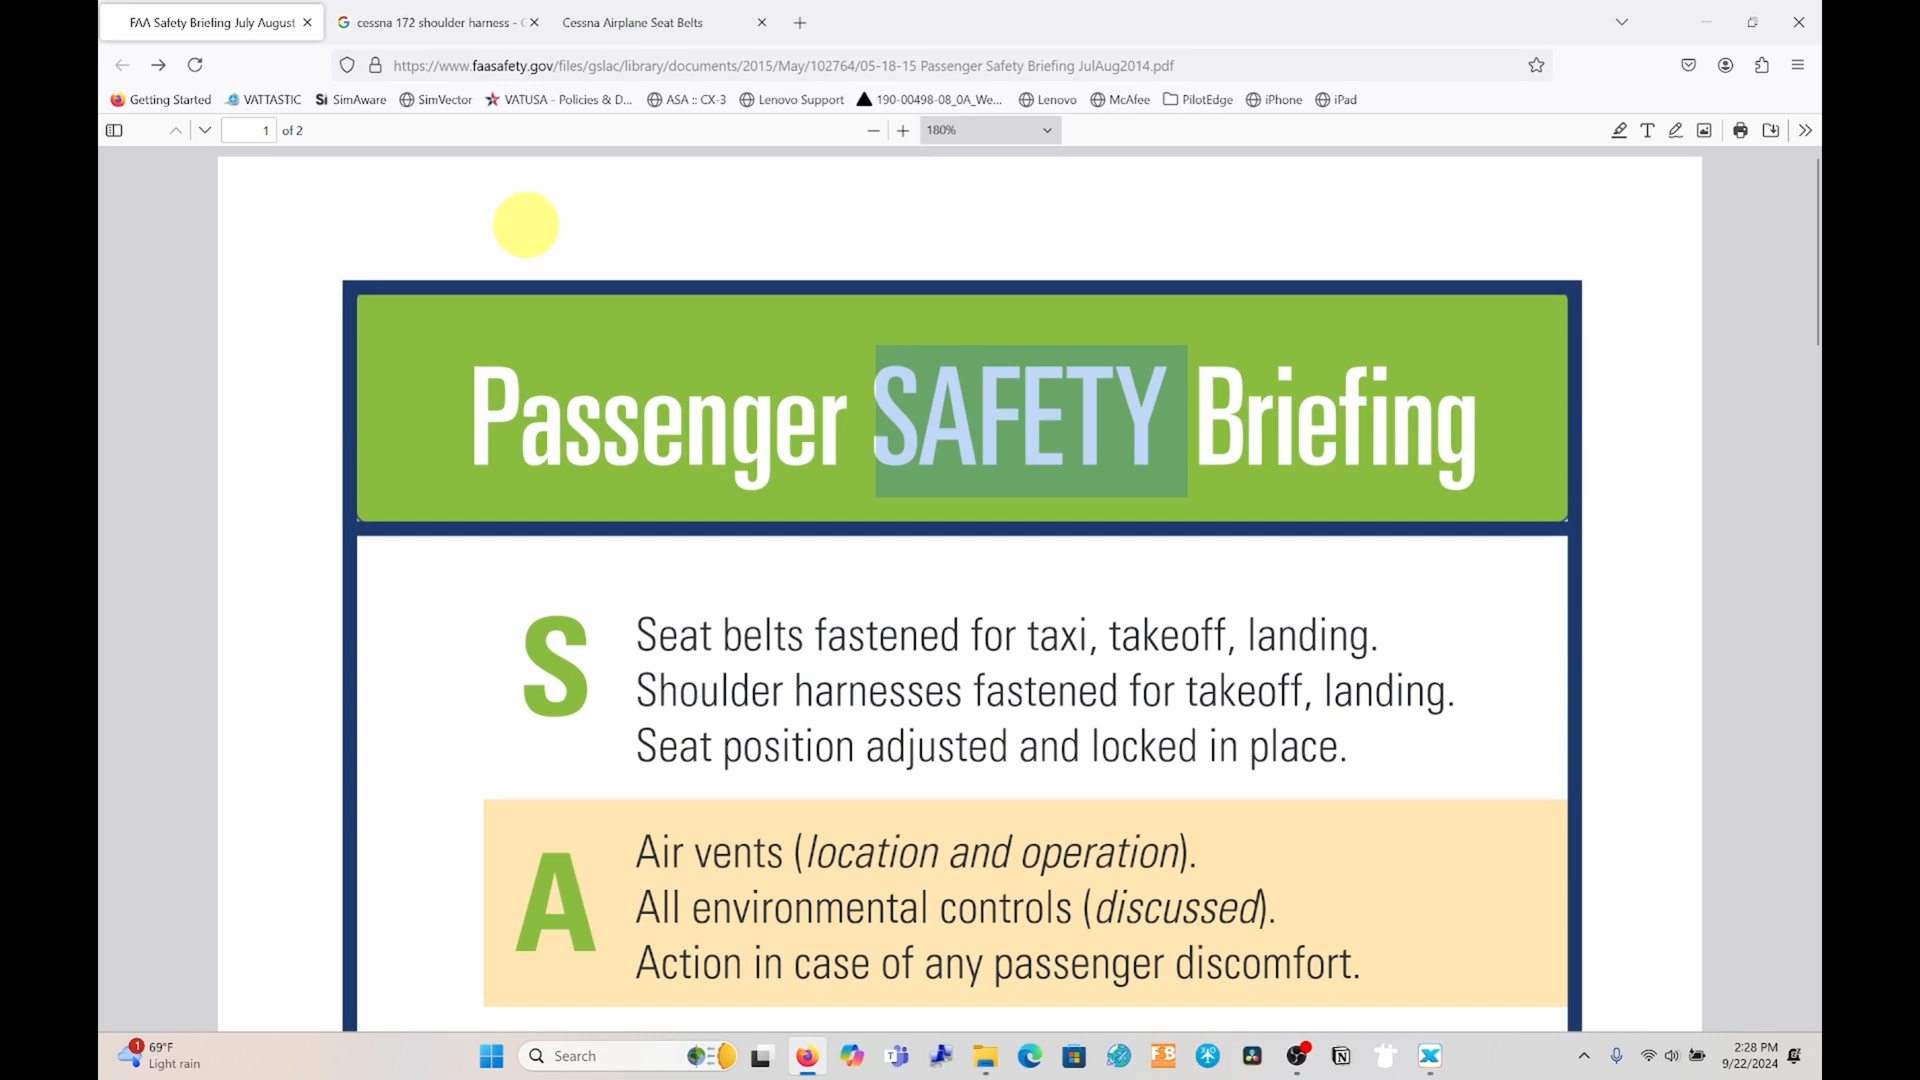 FAA Safety Briefing July August
cessna 172 shoulder harness -
Cessna Airplane Seat Belts
https://www.faasafety.gov/files/gslac/library/documents/2015/May/102764/05-18-15 Passenger Safety Briefing JulAug2014.pdf
Getting Started VATTASTIC Si SimAware SimVector VATUSA - Policies & D... ASA :: CX-3 Lenovo Support 190-00498-08_0A_We... Lenovo McAfee PilotEdge iPhone iPad
1 of 2
180%
Passenger SAFETY Briefing
S
Seat belts fastened for taxi, takeoff, landing.
Shoulder harnesses fastened for takeoff, landing.
Seat position adjusted and locked in place.
A
Air vents (location and operation).
All environmental controls (discussed).
Action in case of any passenger discomfort.
1
69°F
Light rain
Search
2:28 PM
9/22/2024